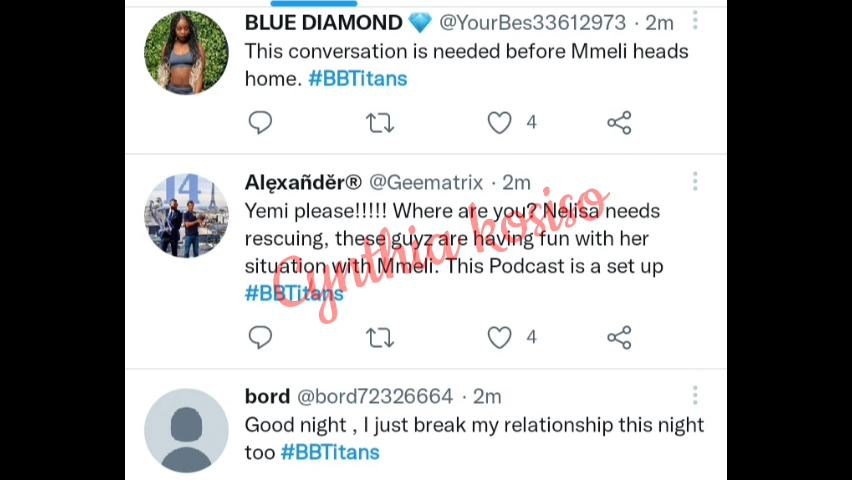 BLUE DIAMOND 💎 @YourBes33612973 · 2m
This conversation is needed before Mmeli heads
home. #BBTitans
4
Alęxañděr® @Geematrix · 2m
Yemi please!!!!! Where are you? Nelisa needs
rescuing, these guyz are having fun with her
situation with Mmeli. This Podcast is a set up
#BBTitans
Cynthia kosiso
4
bord @bord72326664 · 2m
Good night , I just break my relationship this night
too #BBTitans